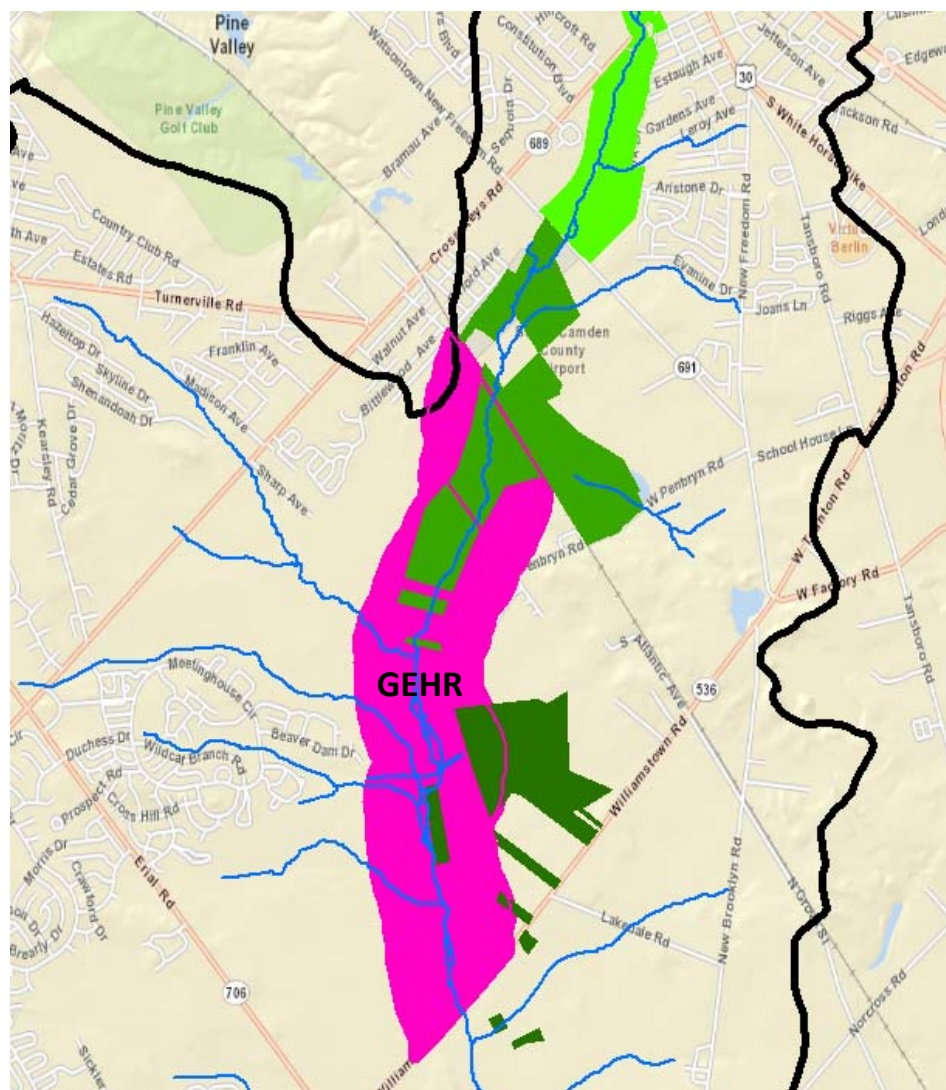 Pine
Valley
Hillcroft Rd
Constitution Blvd
Watsontown New Freedom Rd
Sequoia Dr
Bramau Ave
Pine Valley
Golf Club
Jefferson Ave
Estaugh Ave
30
Gardens Ave
Leroy Ave
S White Horse Pike
Jackson Rd
689
Aristone Dr
Cross Keys Rd
New Freedom Rd
Tansboro Rd
Berlin
Country Club Rd
Estates Rd
Turnerville Rd
Evanine Dr
Joans Ln
Riggs Ave
Walnut Ave
Franklin Ave
Hazeltop Dr
Skyline Dr
Shenandoah Dr
Madison Ave
Camden
County
691
School House Ln
Kearsley Rd
Cedar Grove Dr
Sharp Ave
W Penbryn Rd
W Taunton Rd
W Factory Rd
Tansboro Rd
S Atlantic Ave
536
GEHR
Meetinghouse Cir
Duchess Dr
Wildcat Branch Rd
Beaver Dam Dr
Prospect Rd
Cross Hill Rd
Williamstown Rd
Morris Dr
Crawford Dr
Erial Rd
Brearly Dr
New Brooklyn Rd
N Grove St
Lakedale Rd
706
Norcross Rd
Sickler